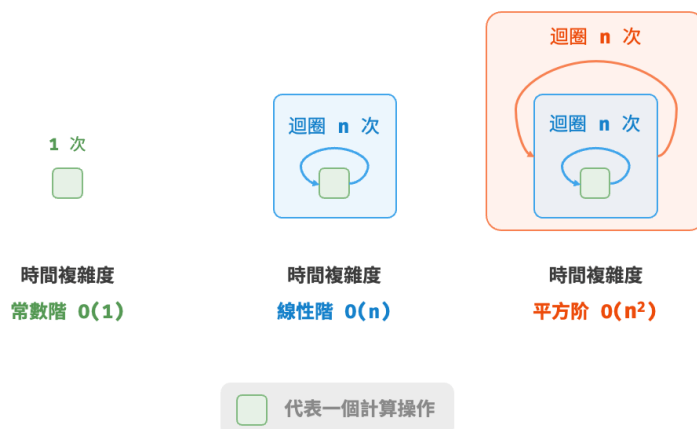 1 次
迴圈 n 次
迴圈 n 次
迴圈 n 次
時間複雜度
常數階 O(1)
時間複雜度
線性階 O(n)
時間複雜度
平方阶 O(n²)
代表一個計算操作